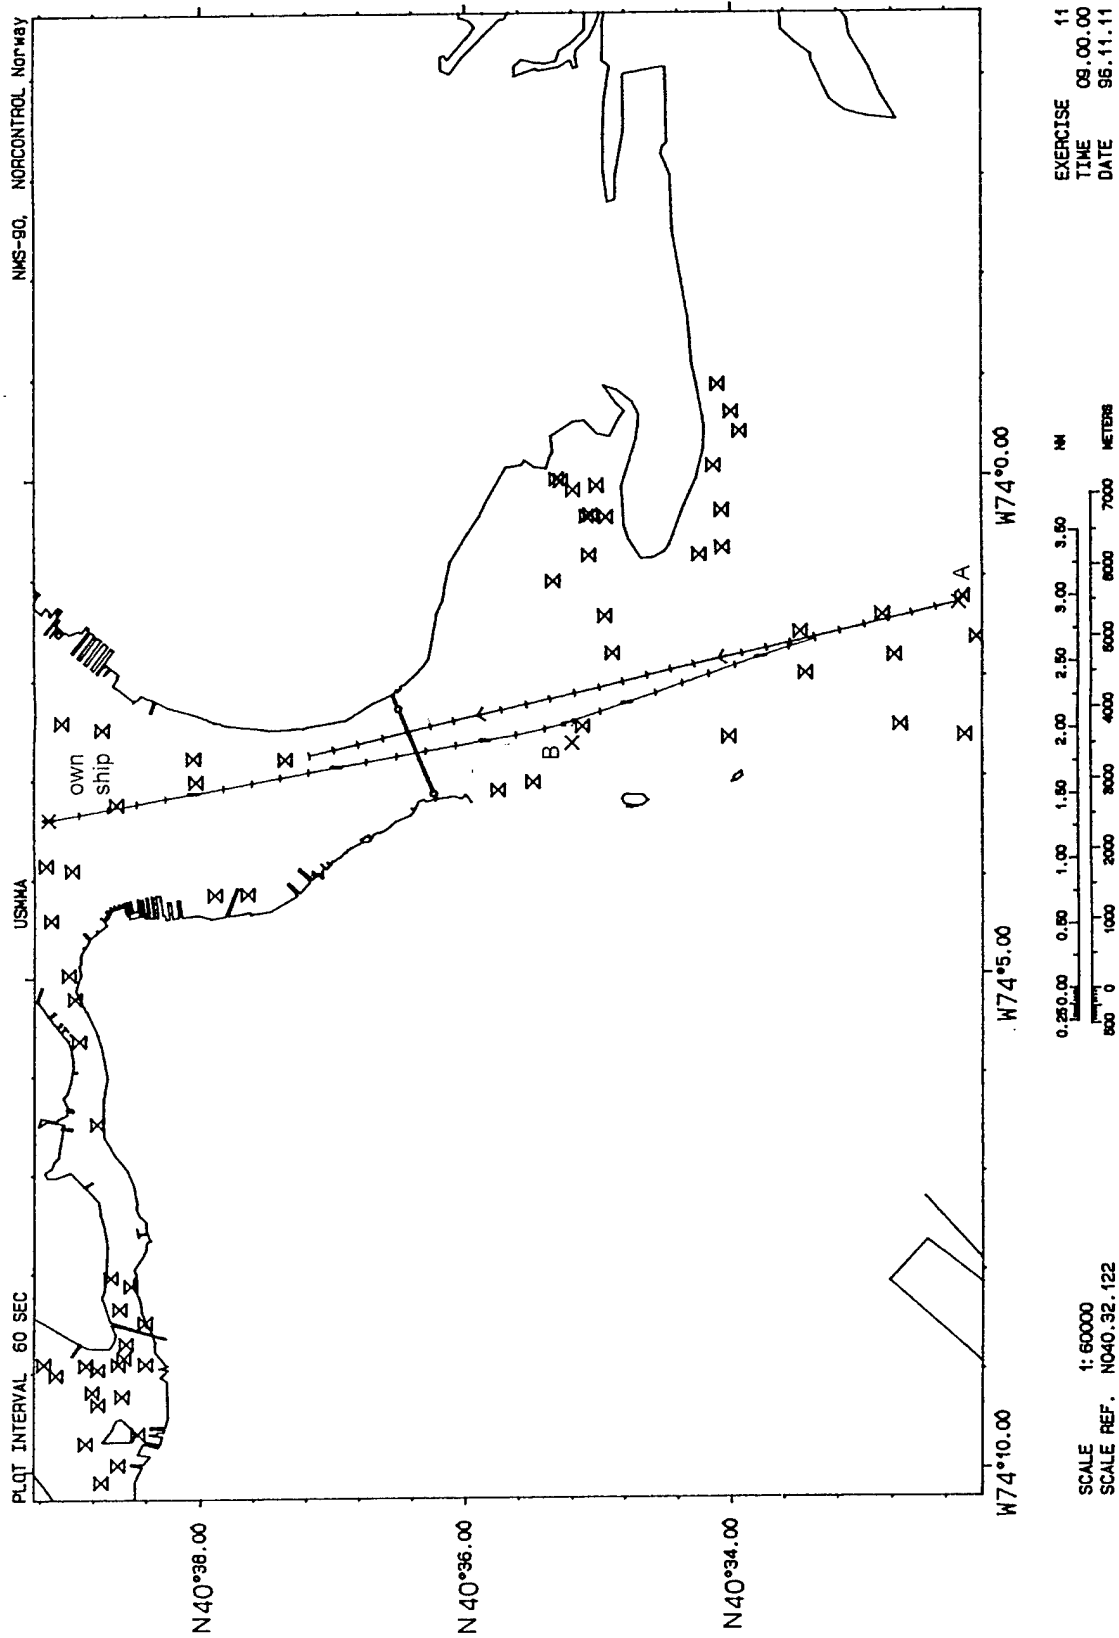 PLOT INTERVAL 60 SEC
USMMA
NMS-90, NORCONTROL Norway
own
ship
B
A
N40°38.00
N40°36.00
N40°34.00
W74°10.00
W74°5.00
W74°0.00
SCALE 1:60000
SCALE REF. N040.32.122
0.25 0.00 0.50 1.00 1.50 2.00 2.50 3.00 3.50 NM
500 0 1000 2000 3000 4000 5000 6000 7000 METERS
EXERCISE 11
TIME 09.00.00
DATE 96.11.11